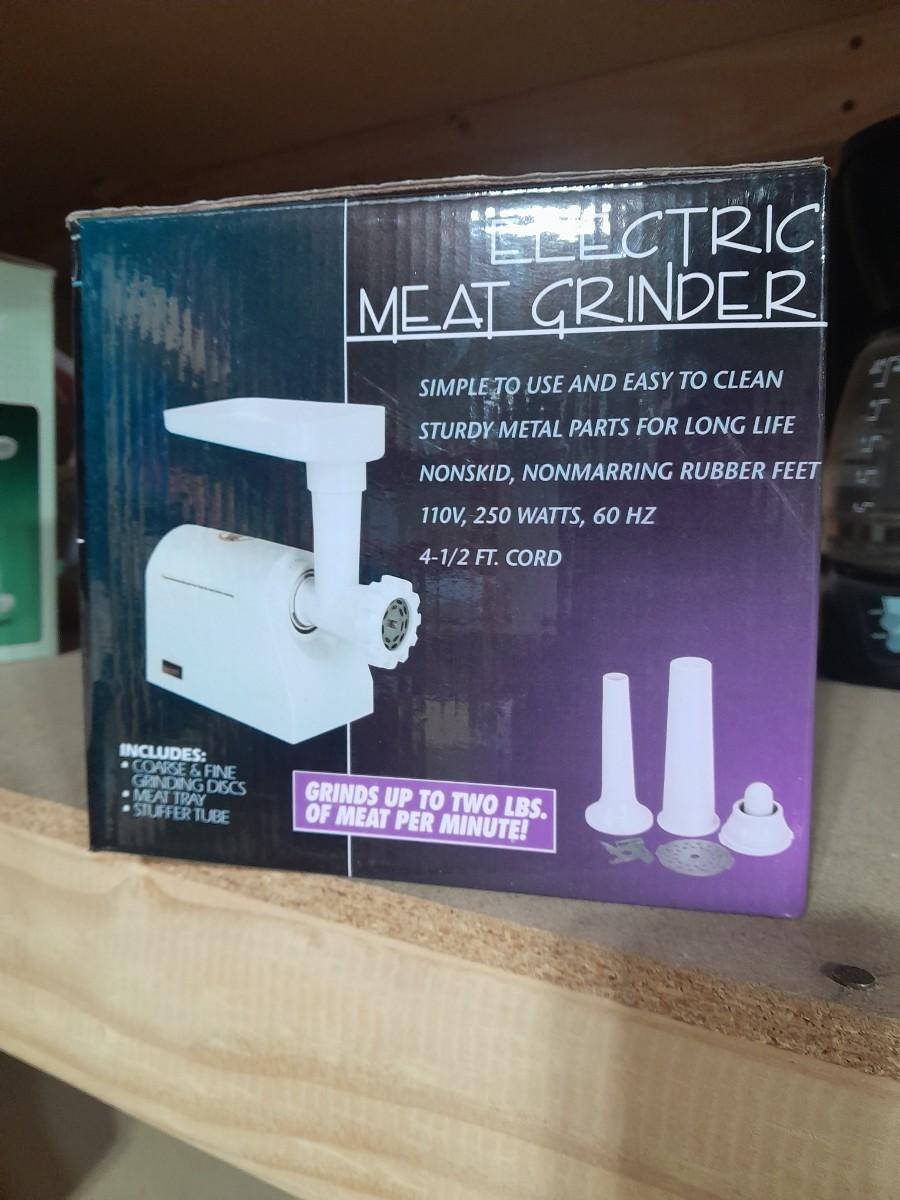 ELECTRIC
MEAT GRINDER
SIMPLE TO USE AND EASY TO CLEAN
STURDY METAL PARTS FOR LONG LIFE
NONSKID, NONMARRING RUBBER FEET
110V, 250 WATTS, 60 HZ
4-1/2 FT. CORD
INCLUDES:
• COARSE & FINE
GRINDING DISCS
• MEAT TRAY
• STUFFER TUBE
GRINDS UP TO TWO LBS.
OF MEAT PER MINUTE!